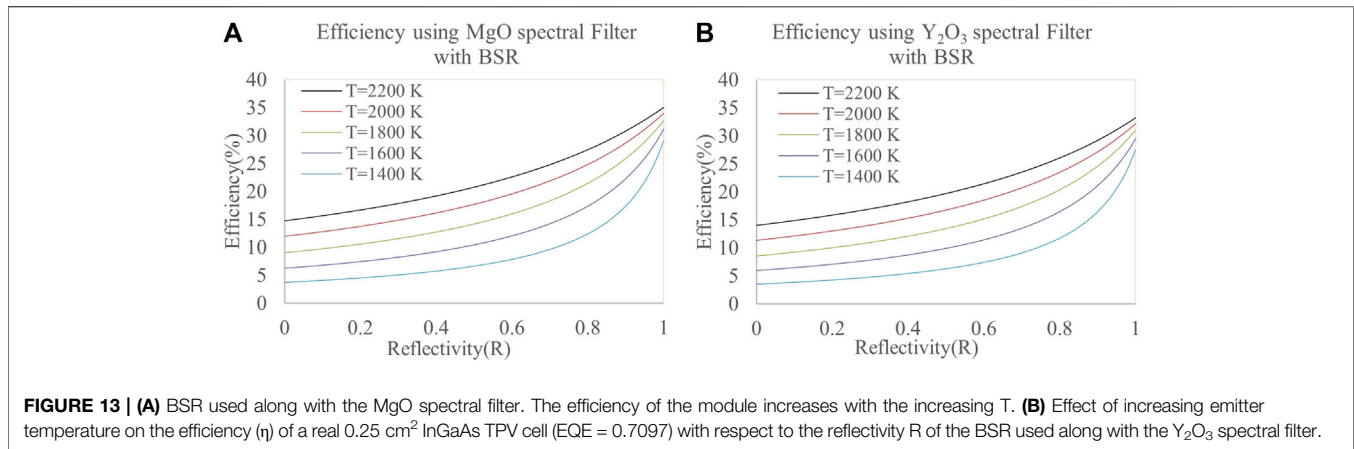 A
Efficiency using MgO spectral Filter
with BSR
40
35
30
25
20
15
10
5
0
Efficiency(%)
T=2200 K
T=2000 K
T=1800 K
T=1600 K
T=1400 K
0 0.2 0.4 0.6 0.8 1
Reflectivity(R)
B
Efficiency using Y₂O₃ spectral Filter
with BSR
40
35
30
25
20
15
10
5
0
Efficiency(%)
T=2200 K
T=2000 K
T=1800 K
T=1600 K
T=1400 K
0 0.2 0.4 0.6 0.8 1
Reflectivity(R)
FIGURE 13 | (A) BSR used along with the MgO spectral filter. The efficiency of the module increases with the increasing T. (B) Effect of increasing emitter
temperature on the efficiency (η) of a real 0.25 cm² InGaAs TPV cell (EQE = 0.7097) with respect to the reflectivity R of the BSR used along with the Y₂O₃ spectral filter.